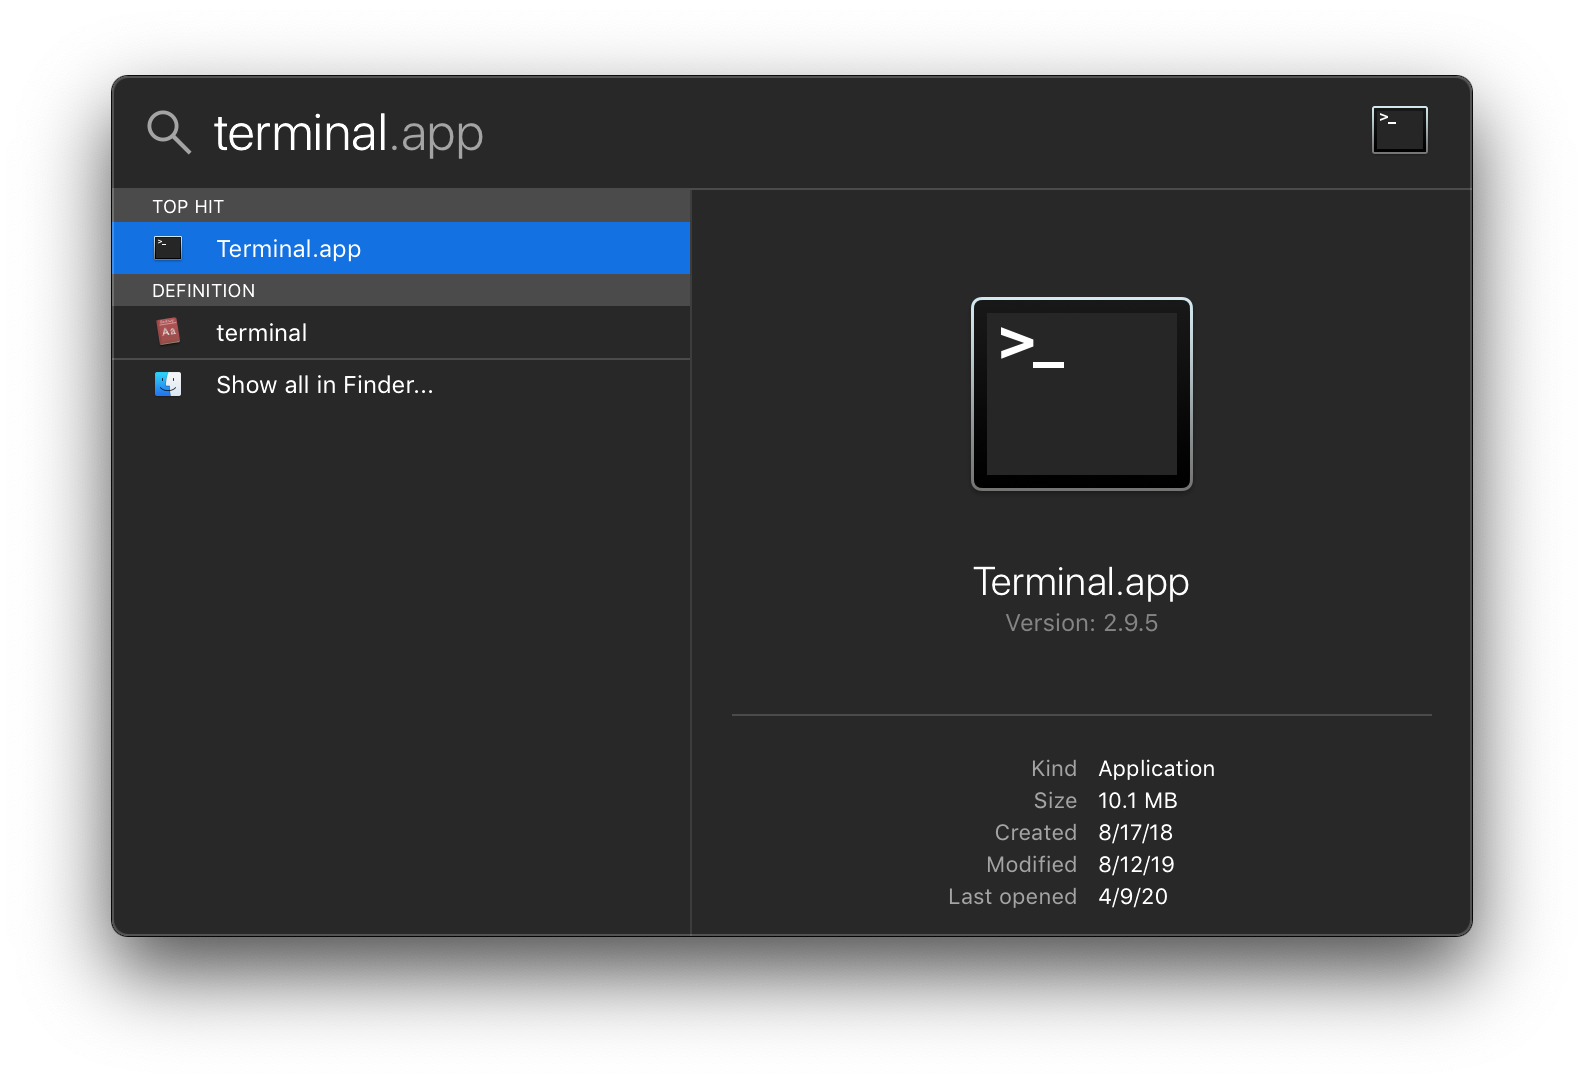 terminal.app
TOP HIT
Terminal.app
DEFINITION
terminal
Show all in Finder...
>_
Terminal.app
Version: 2.9.5
Kind Application
Size 10.1 MB
Created 8/17/18
Modified 8/12/19
Last opened 4/9/20